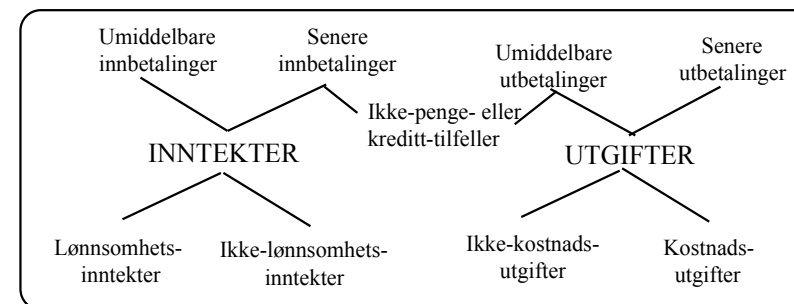 Umiddelbare
innbetalinger
Senere
innbetalinger
Umiddelbare
utbetalinger
Senere
utbetalinger
Ikke-penge- eller
kreditt-tilfeller
INNTEKTER
UTGIFTER
Lønnsomhets-
inntekter
Ikke-lønnsomhets-
inntekter
Ikke-kostnads-
utgifter
Kostnads-
utgifter